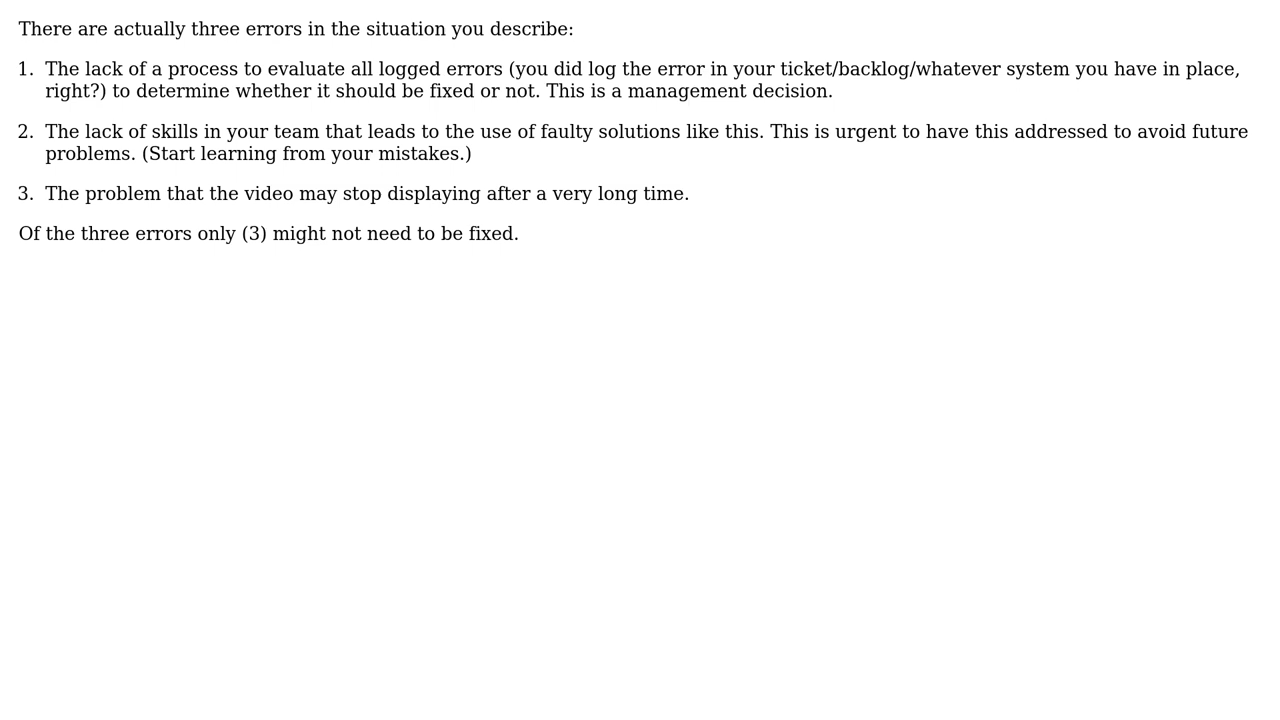 There are actually three errors in the situation you describe:
1. The lack of a process to evaluate all logged errors (you did log the error in your ticket/backlog/whatever system you have in place,
right?) to determine whether it should be fixed or not. This is a management decision.
2. The lack of skills in your team that leads to the use of faulty solutions like this. This is urgent to have this addressed to avoid future
problems. (Start learning from your mistakes.)
3. The problem that the video may stop displaying after a very long time.
Of the three errors only (3) might not need to be fixed.